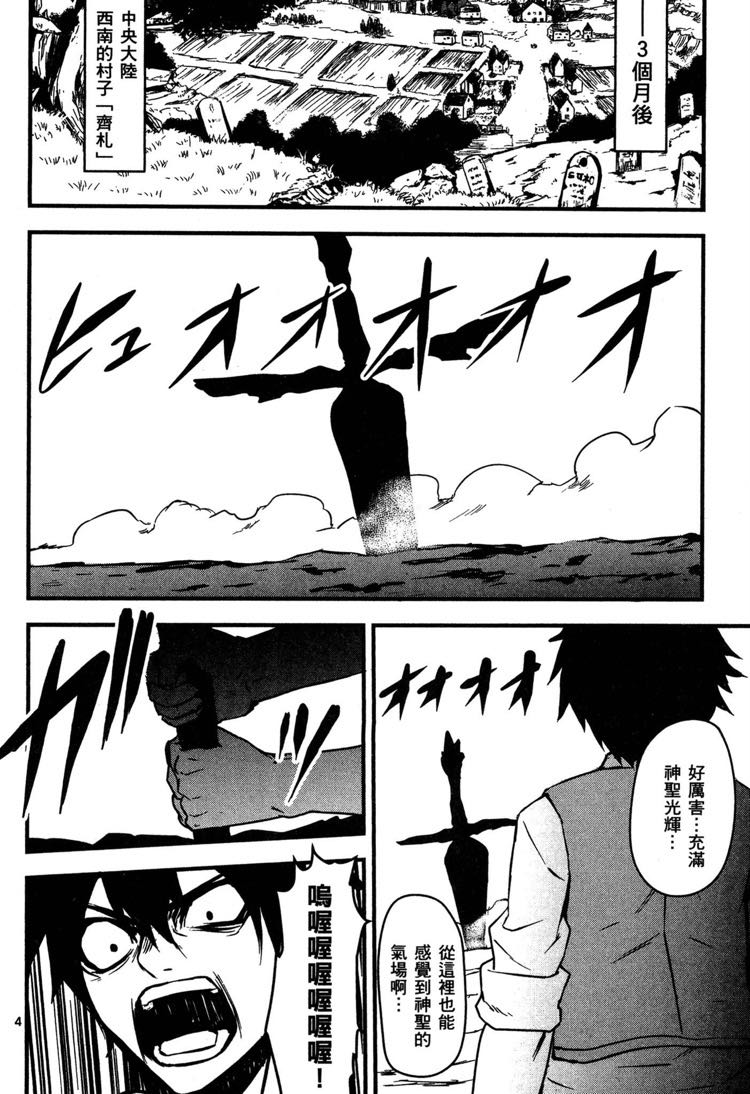 ——3個月後
中央大陸
西南的村子「齊札」
ヒュオオオオオ
オオオオ
好厲害…充滿
神聖光輝…
從這裡也能
感覺到神聖的
氣場啊…
ガッ
嗚喔喔喔喔喔喔！
4